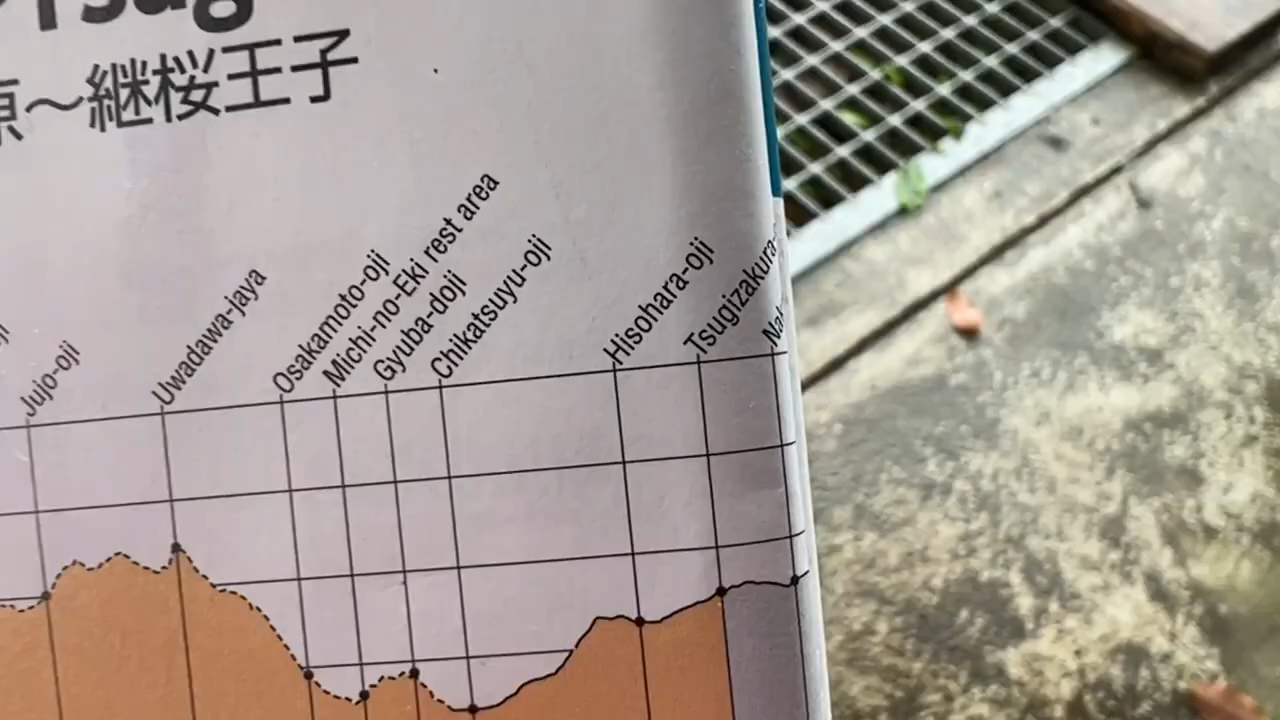 原～継桜王子
Jujo-oji
Uwadawa-jaya
Osakamoto-oji
Michi-no-Eki rest area
Gyuba-doji
Chikatsuyu-oji
Hisohara-oji
Tsugizakura-